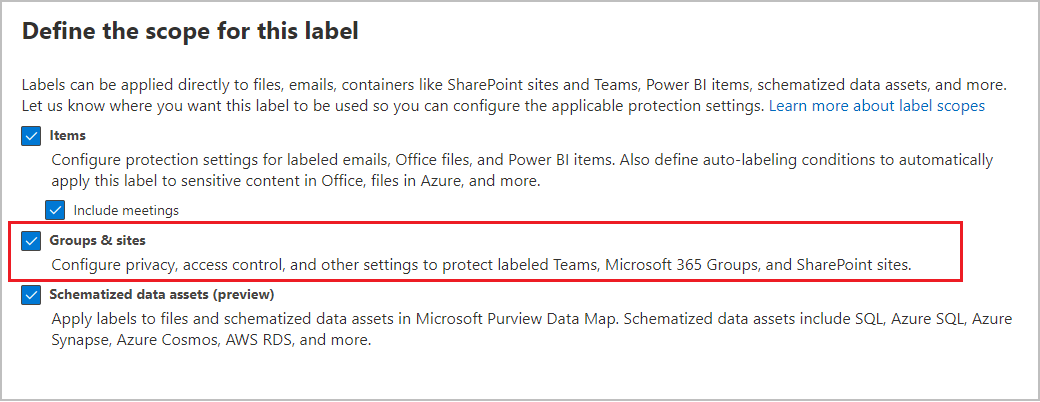 Define the scope for this label
Labels can be applied directly to files, emails, containers like SharePoint sites and Teams, Power BI items, schematized data assets, and more.
Let us know where you want this label to be used so you can configure the applicable protection settings. Learn more about label scopes
Items
Configure protection settings for labeled emails, Office files, and Power BI items. Also define auto-labeling conditions to automatically
apply this label to sensitive content in Office, files in Azure, and more.
Include meetings
Groups & sites
Configure privacy, access control, and other settings to protect labeled Teams, Microsoft 365 Groups, and SharePoint sites.
Schematized data assets (preview)
Apply labels to files and schematized data assets in Microsoft Purview Data Map. Schematized data assets include SQL, Azure SQL, Azure
Synapse, Azure Cosmos, AWS RDS, and more.